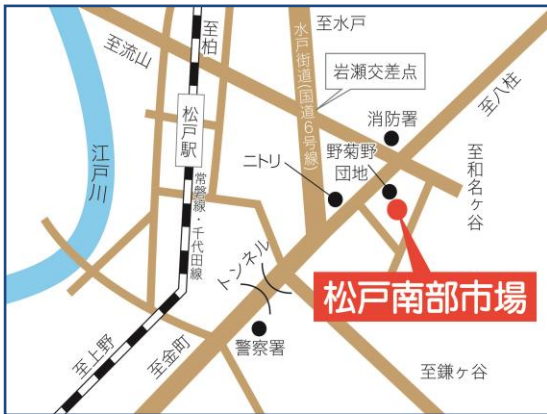 至水戸
至柏
至流山
水戸街道(国道6号線)
岩瀬交差点
至八柱
消防署
松戸駅
野菊野
団地
至和名ヶ谷
ニトリ
江戸川
常磐線・千代田線
トンネル
松戸南部市場
警察署
至上野
至金町
至鎌ヶ谷